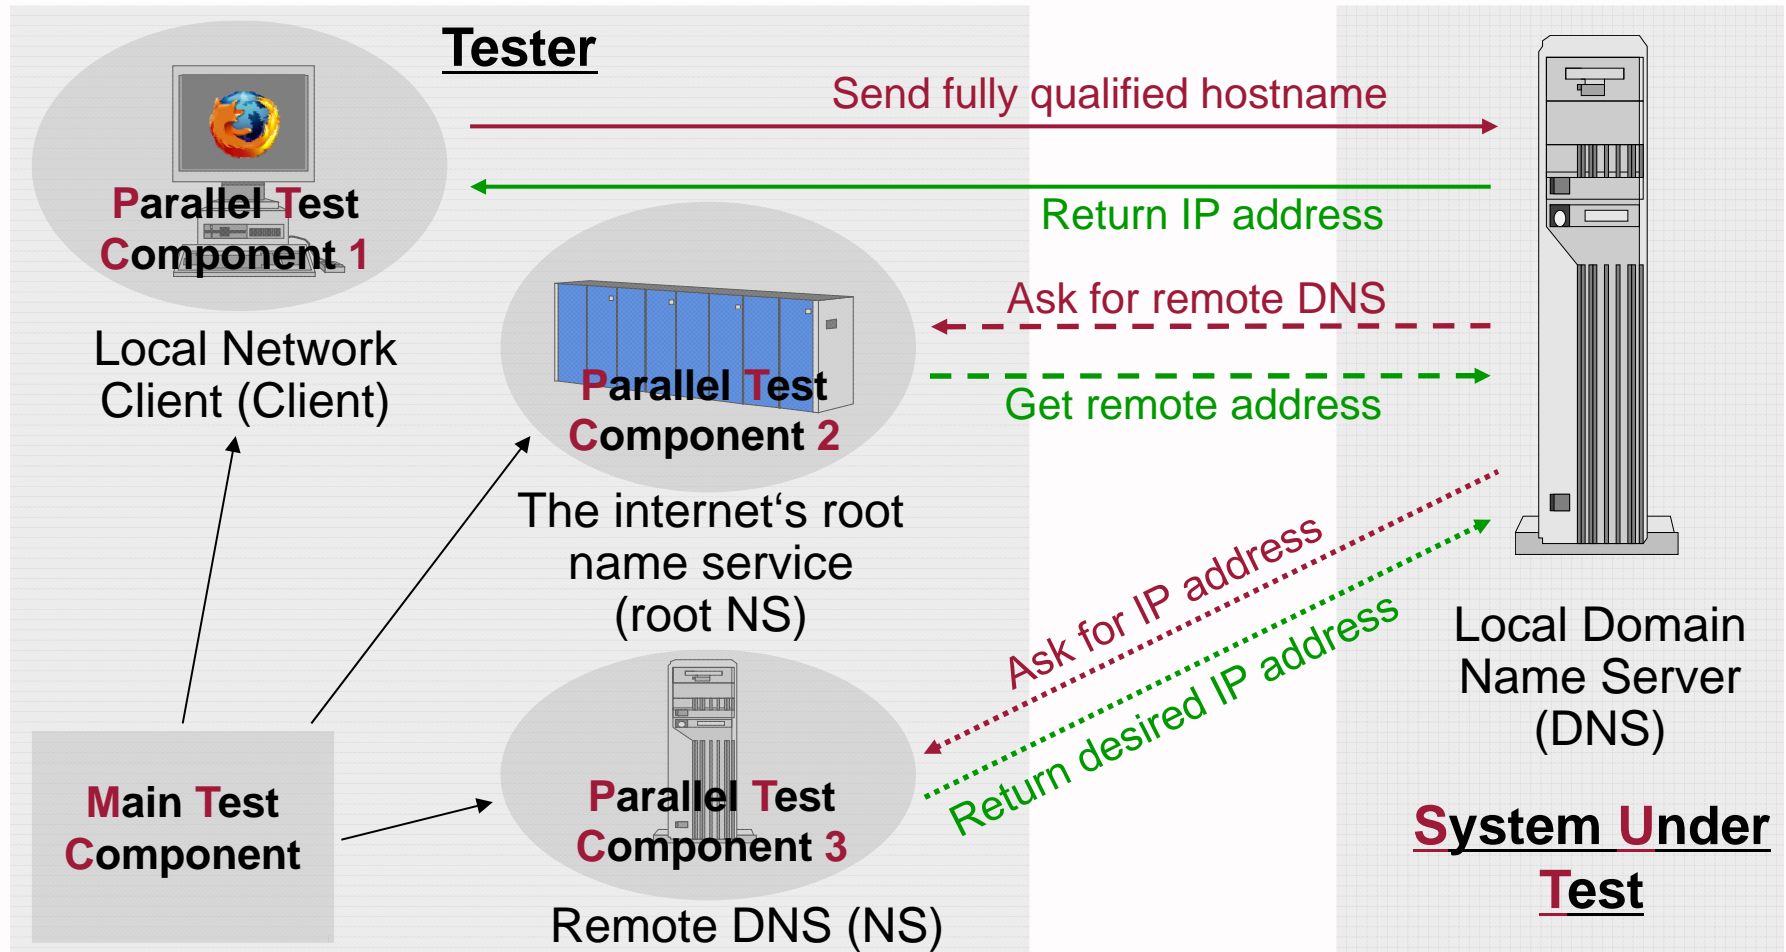 Tester
Send fully qualified hostname
Return IP address
Parallel Test
Component 1
Local Network
Client (Client)
Ask for remote DNS
Get remote address
Parallel Test
Component 2
The internet‘s root
name service
(root NS)
Ask for IP address
Return desired IP address
Main Test
Component
Parallel Test
Component 3
Remote DNS (NS)
Local Domain
Name Server
(DNS)
System Under
Test